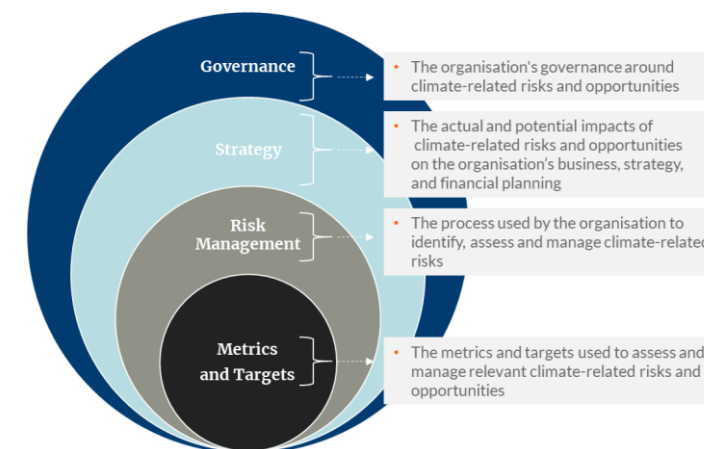 Governance
• The organisation's governance around
climate-related risks and opportunities
Strategy
• The actual and potential impacts of
climate-related risks and opportunities
on the organisation's business, strategy,
and financial planning
Risk
Management
• The process used by the organisation to
identify, assess and manage climate-related
risks
Metrics
and Targets
• The metrics and targets used to assess and
manage relevant climate-related risks and
opportunities